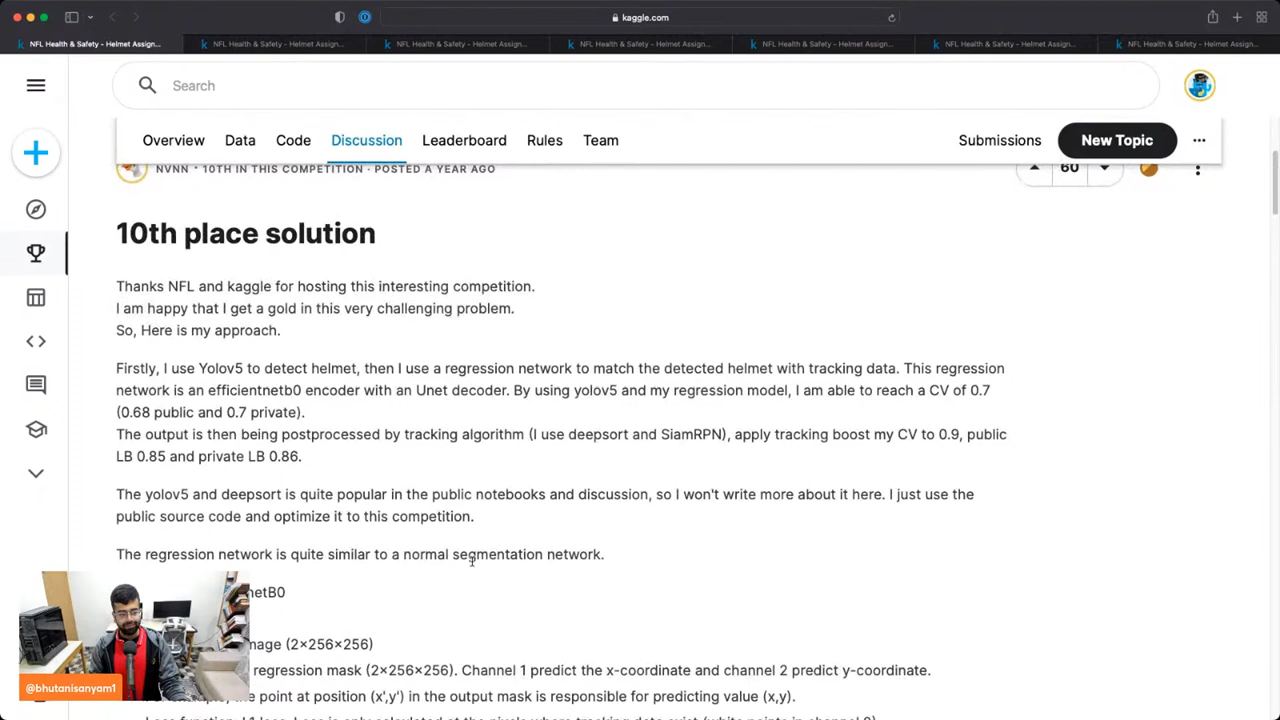 kaggle.com
NFL Health & Safety - Helmet Assign...
NFL Health & Safety - Helmet Assign...
NFL Health & Safety - Helmet Assign...
NFL Health & Safety - Helmet Assign...
NFL Health & Safety - Helmet Assign...
NFL Health & Safety - Helmet Assign...
NFL Health & Safety - Helmet Assign...
Search
Overview Data Code Discussion Leaderboard Rules Team Submissions New Topic
NVNN · 10TH IN THIS COMPETITION · POSTED A YEAR AGO
60
10th place solution
Thanks NFL and kaggle for hosting this interesting competition.
I am happy that I get a gold in this very challenging problem.
So, Here is my approach.
Firstly, I use Yolov5 to detect helmet, then I use a regression network to match the detected helmet with tracking data. This regression
network is an efficientnetb0 encoder with an Unet decoder. By using yolov5 and my regression model, I am able to reach a CV of 0.7
(0.68 public and 0.7 private).
The output is then being postprocessed by tracking algorithm (I use deepsort and SiamRPN), apply tracking boost my CV to 0.9, public
LB 0.85 and private LB 0.86.
The yolov5 and deepsort is quite popular in the public notebooks and discussion, so I won't write more about it here. I just use the
public source code and optimize it to this competition.
The regression network is quite similar to a normal segmentation network.
netB0
mage (2×256×256)
regression mask (2×256×256). Channel 1 predict the x-coordinate and channel 2 predict y-coordinate.
the point at position (x',y') in the output mask is responsible for predicting value (x,y).
@bhutanisanyam1